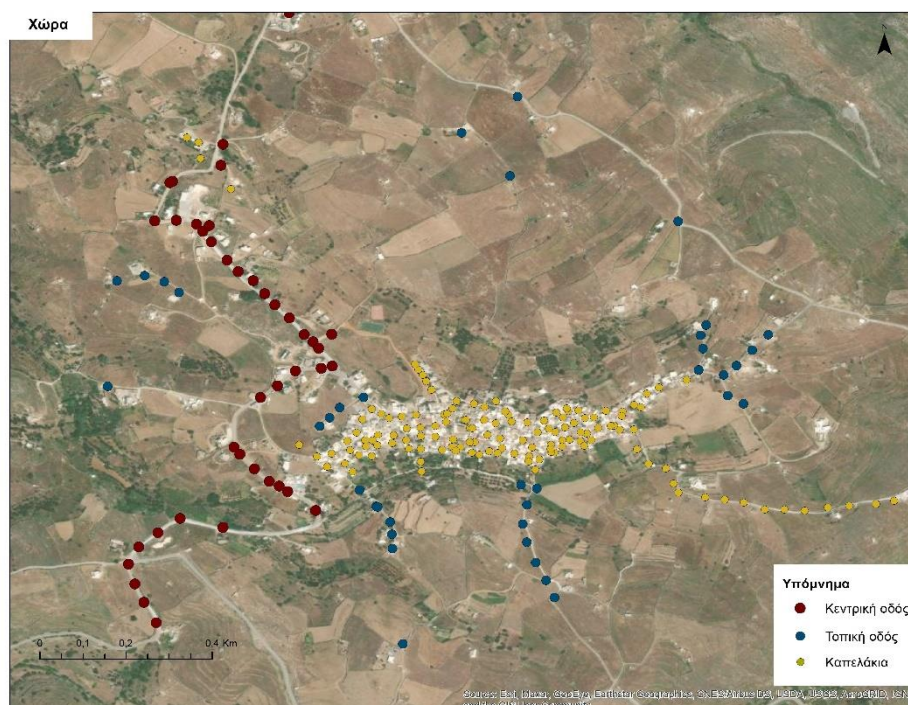 Χώρα
N
Υπόμνημα
Κεντρική οδός
Τοπική οδός
Καπελάκια
0 0,1 0,2 0,4 Km
Source: Esri, Maxar, GeoEye, Earthstar Geographics, CNES/Airbus DS, USDA, USGS, AeroGRID, IGN,